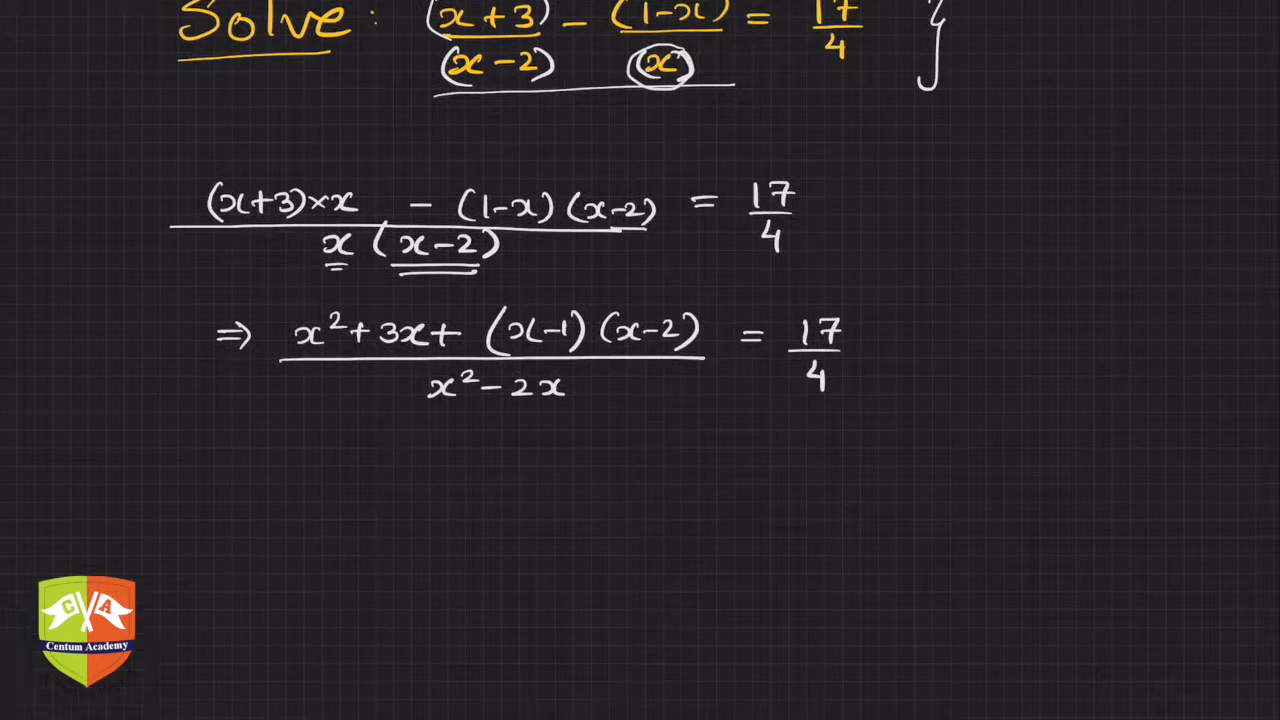 Solve : (x+3)/(x-2) - (1-x)/(x) = 17/4 }
((x+3)×x - (1-x)(x-2))/(x(x-2)) = 17/4
⇒ (x²+3x+(x-1)(x-2))/(x²-2x) = 17/4
C A
Centum Academy